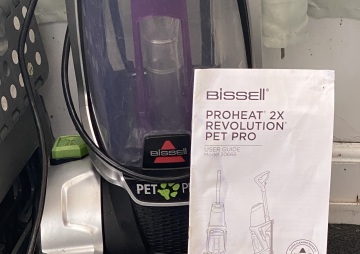 BISSELL
PROHEAT 2X
REVOLUTION
PET PRO
USER GUIDE
BISSELL
PET P